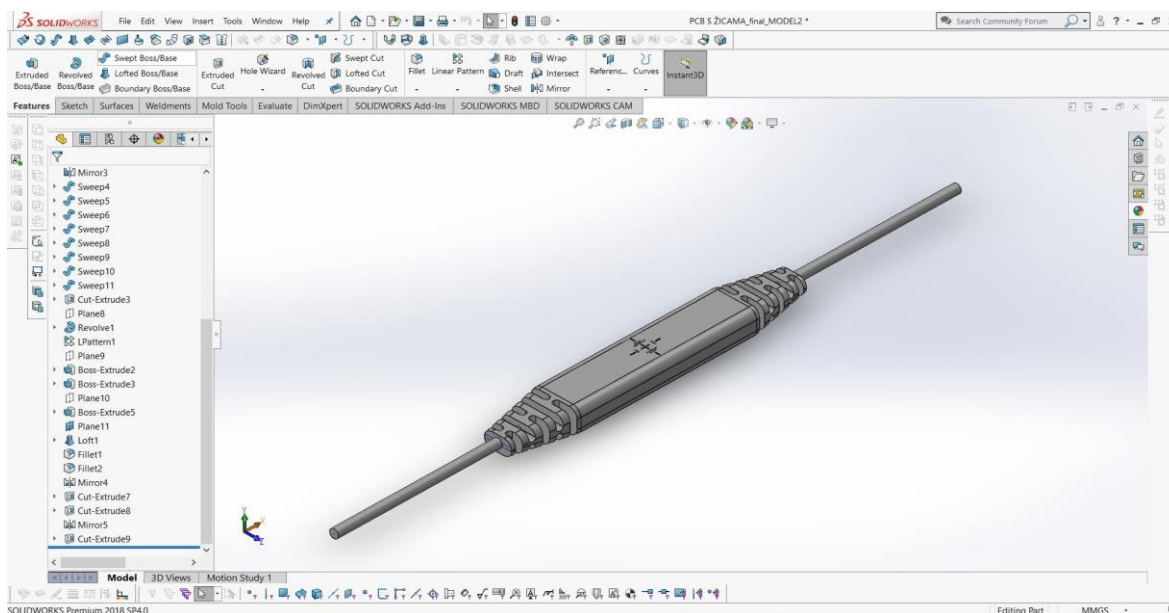 SOLIDWORKS File Edit View Insert Tools Window Help PCB S ŽICAMA_final_MODEL2 * Search Community Forum
Extruded Boss/Base
Revolved Boss/Base
Swept Boss/Base
Lofted Boss/Base
Boundary Boss/Base
Extruded Cut
Hole Wizard
Revolved Cut
Swept Cut
Lofted Cut
Boundary Cut
Fillet
Linear Pattern
Rib
Draft
Shell
Wrap
Intersect
Mirror
Referenc...
Curves
Instant3D
Features Sketch Surfaces Weldments Mold Tools Evaluate DimXpert SOLIDWORKS Add-Ins SOLIDWORKS MBD SOLIDWORKS CAM
Mirror3
Sweep4
Sweep5
Sweep6
Sweep7
Sweep8
Sweep9
Sweep10
Sweep11
Cut-Extrude3
Plane8
Revolve1
LPattern1
Plane9
Boss-Extrude2
Boss-Extrude3
Plane10
Boss-Extrude5
Plane11
Loft1
Fillet1
Fillet2
Mirror4
Cut-Extrude7
Cut-Extrude8
Mirror5
Cut-Extrude9
Model 3D Views Motion Study 1
SOLIDWORKS Premium 2018 SP4.0 Editing Part MMGS